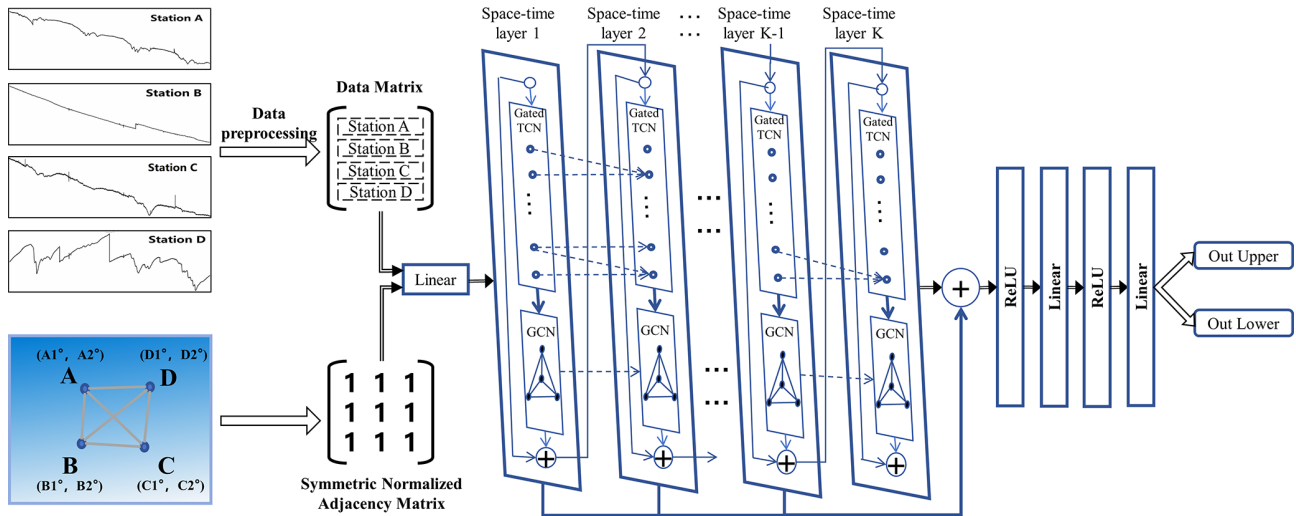 Station A
Station B
Station C
Station D
Data
preprocessing
Data Matrix
Station A
Station B
Station C
Station D
(A1°, A2°)
(D1°, D2°)
A
D
B
C
(B1°, B2°)
(C1°, C2°)
1 1 1
1 1 1
1 1 1
Symmetric Normalized
Adjacency Matrix
Linear
Space-time
layer 1
Space-time
layer 2
... 
...
Space-time
layer K-1
Space-time
layer K
Gated
TCN
GCN
Gated
TCN
GCN
Gated
TCN
GCN
Gated
TCN
GCN
ReLU
Linear
ReLU
Linear
Out Upper
Out Lower